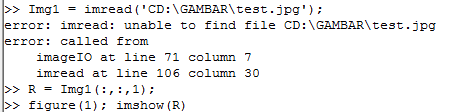 >> Img1 = imread('CD:\GAMBAR\test.jpg');
error: imread: unable to find file CD:\GAMBAR\test.jpg
error: called from
    imageIO at line 71 column 7
    imread at line 106 column 30
>> R = Img1(:,:,1);
>> figure(1); imshow(R)